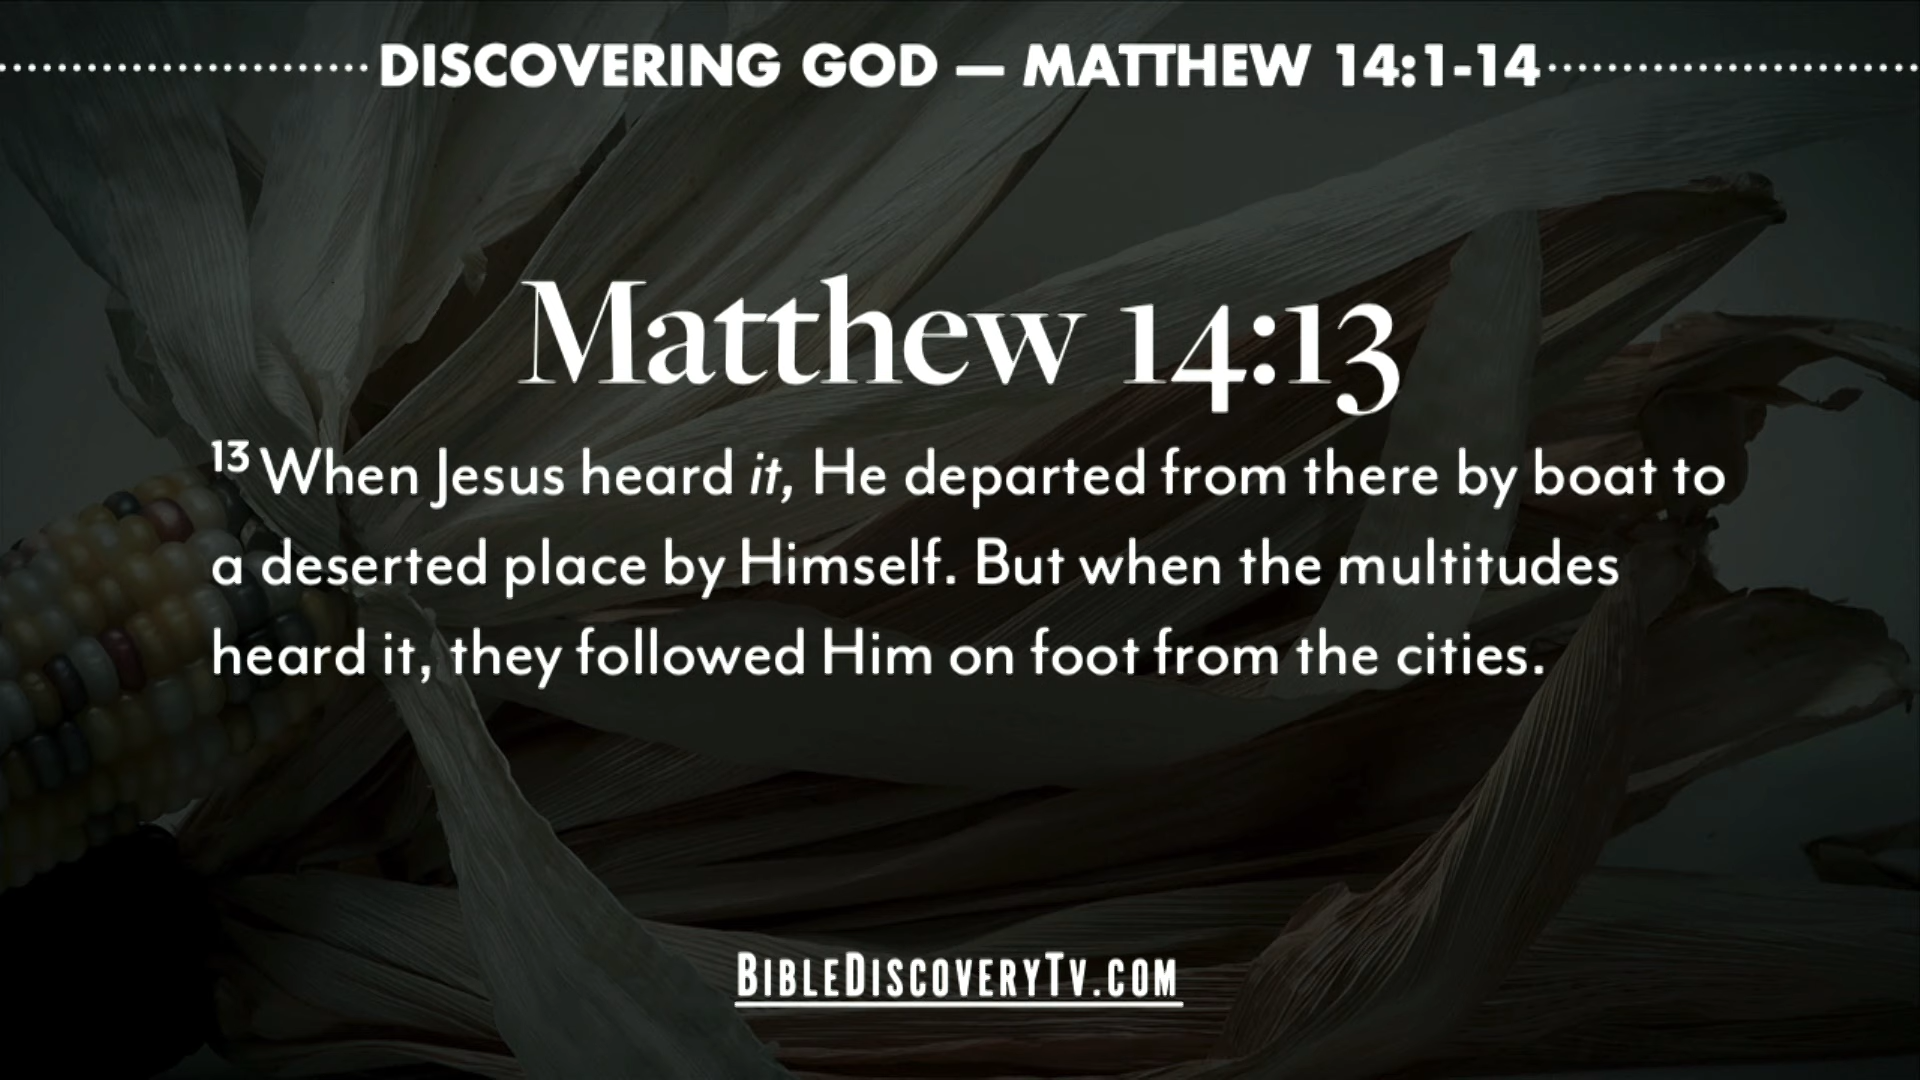 DISCOVERING GOD — MATTHEW 14:1-14
Matthew 14:13
13 When Jesus heard it, He departed from there by boat to
a deserted place by Himself. But when the multitudes
heard it, they followed Him on foot from the cities.
BIBLEDISCOVERYTV.COM